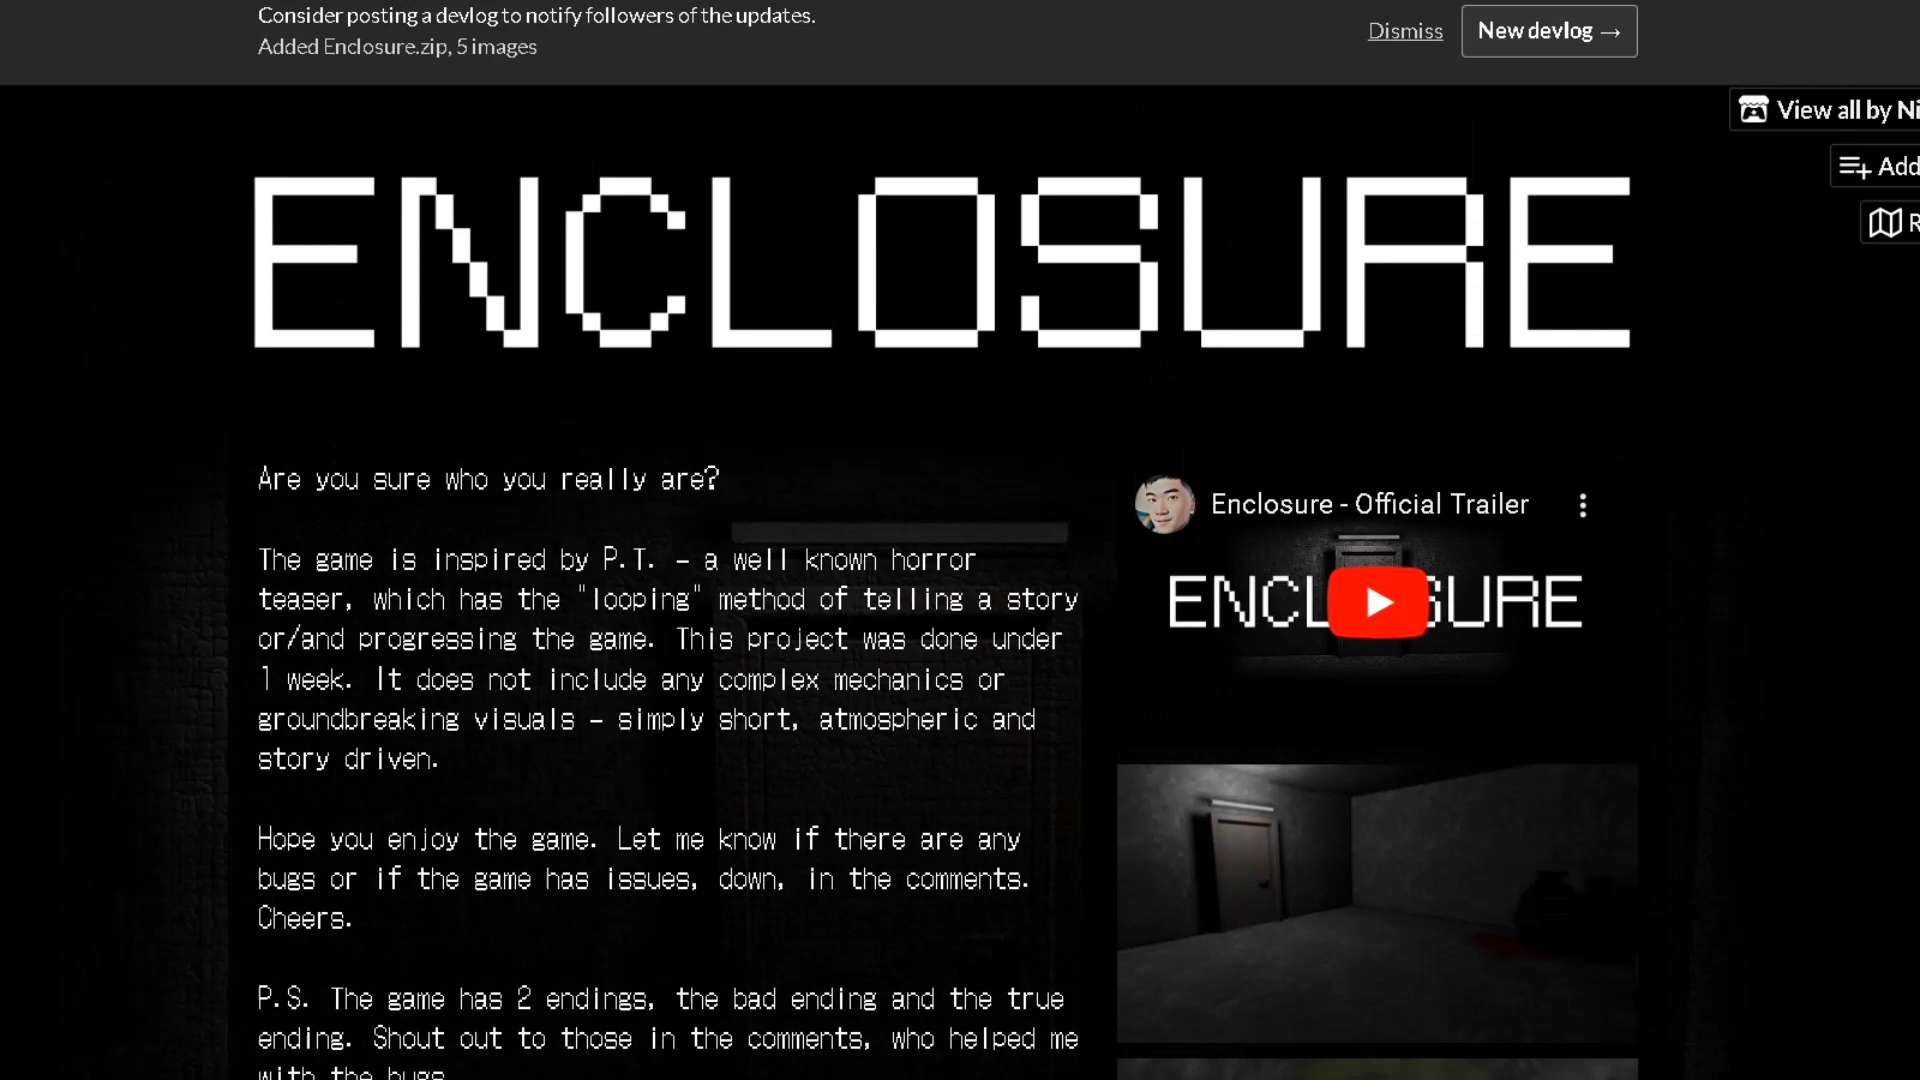 Consider posting a devlog to notify followers of the updates.
Added Enclosure.zip, 5 images
Dismiss
New devlog →
View all by Ni
Add
R
ENCLOSURE
Are you sure who you really are?
The game is inspired by P.T. - a well known horror
teaser, which has the "looping" method of telling a story
or/and progressing the game. This project was done under
1 week. It does not include any complex mechanics or
groundbreaking visuals - simply short, atmospheric and
story driven.
Hope you enjoy the game. Let me know if there are any
bugs or if the game has issues, down, in the comments.
Cheers.
P.S. The game has 2 endings, the bad ending and the true
ending. Shout out to those in the comments, who helped me
with the bugs
Enclosure - Official Trailer
ENCL SURE